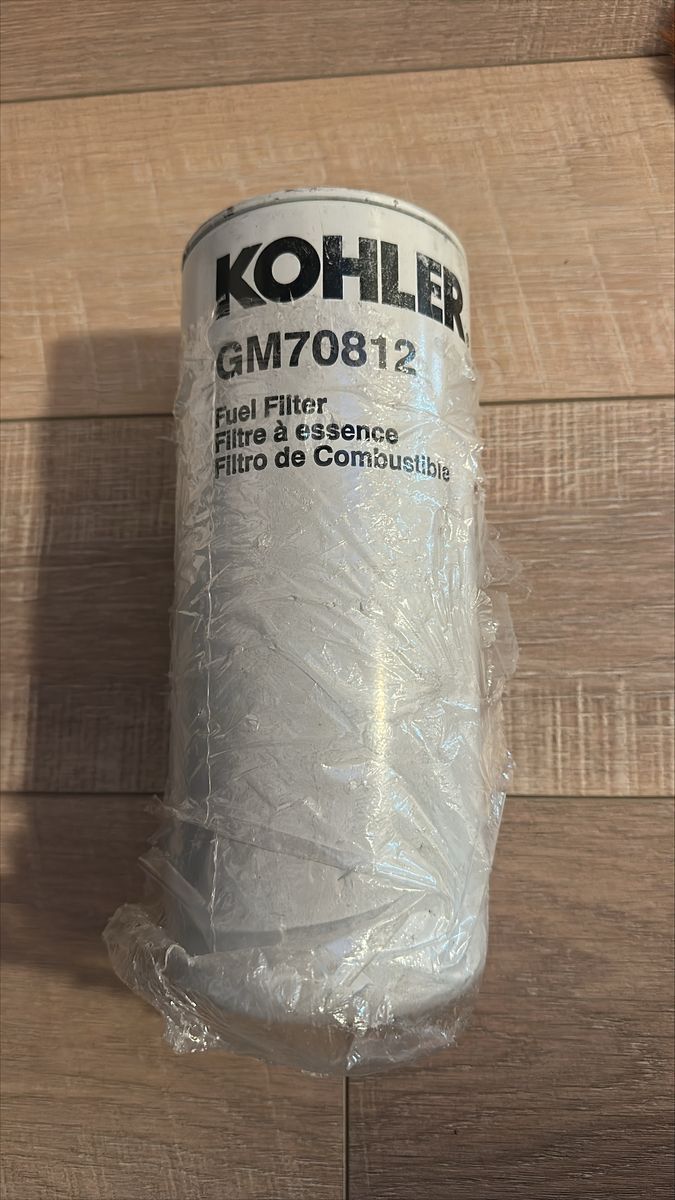 KOHLER.
GM70812
Fuel Filter
Filtre à essence
Filtro de Combustible